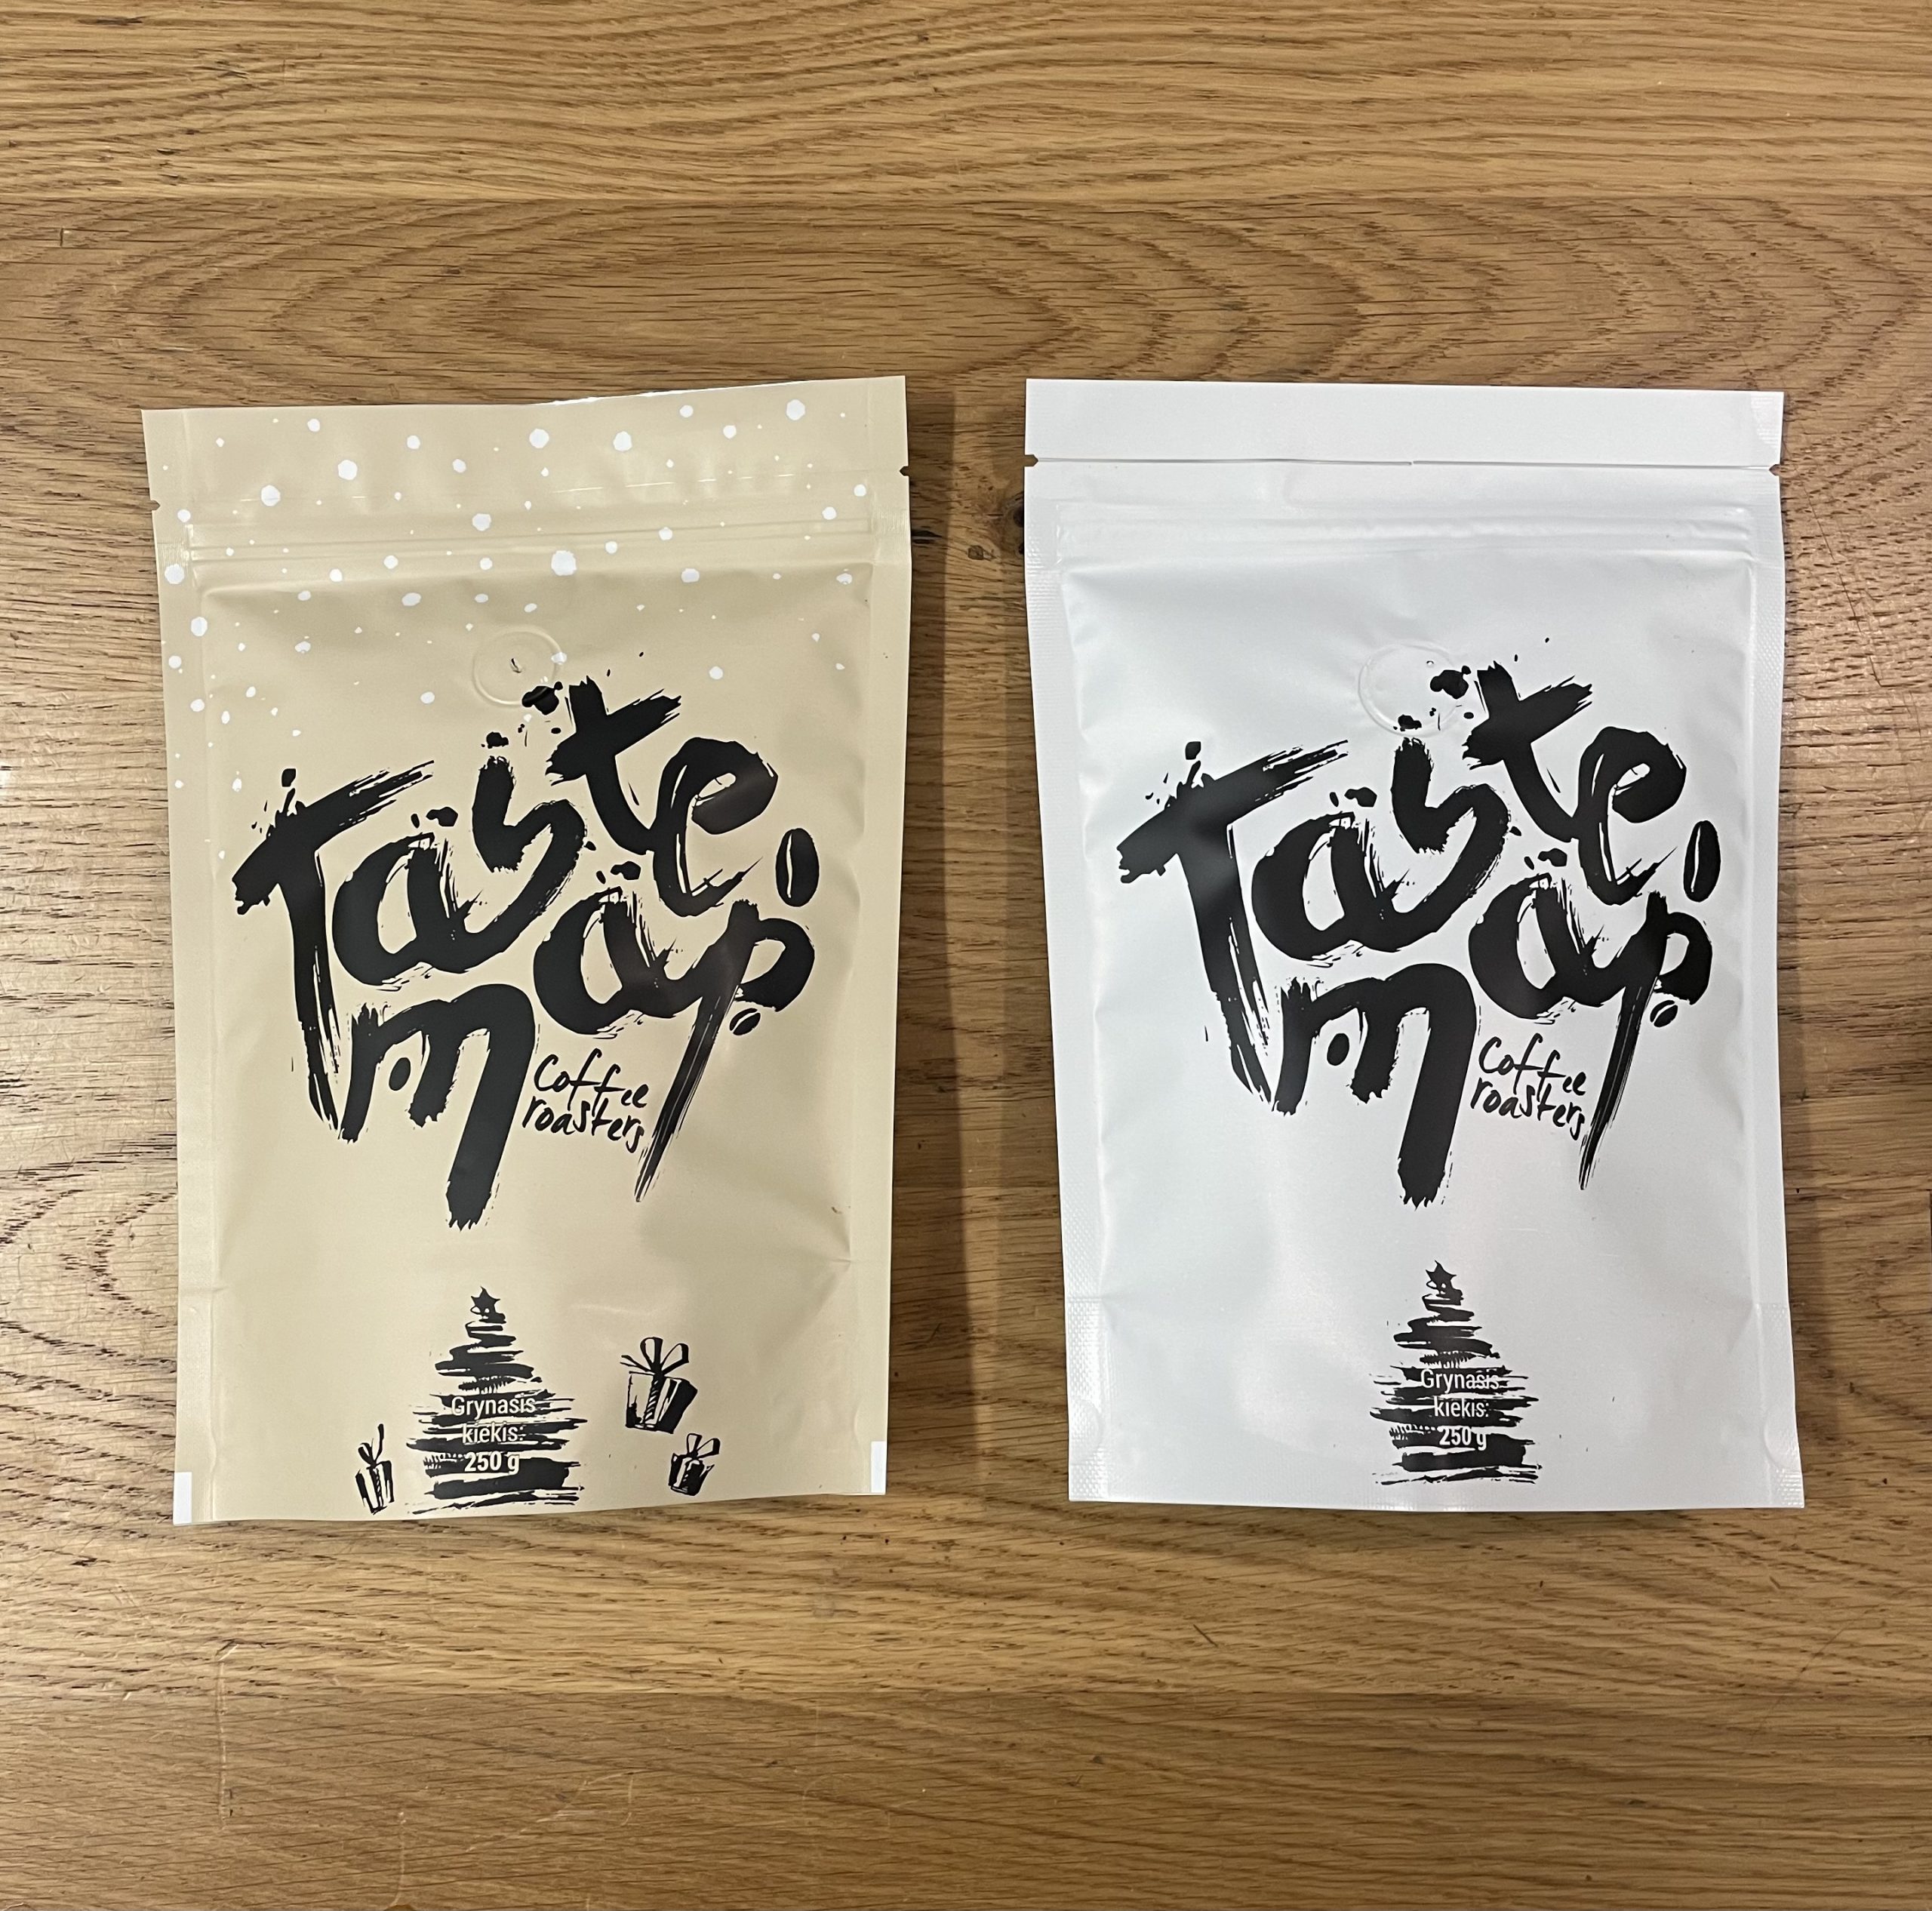 Taste
map
Coffee
roasters
Grynasis
kiekis:
250 g
Taste
map
Coffee
roasters
Grynasis
kiekis:
250 g